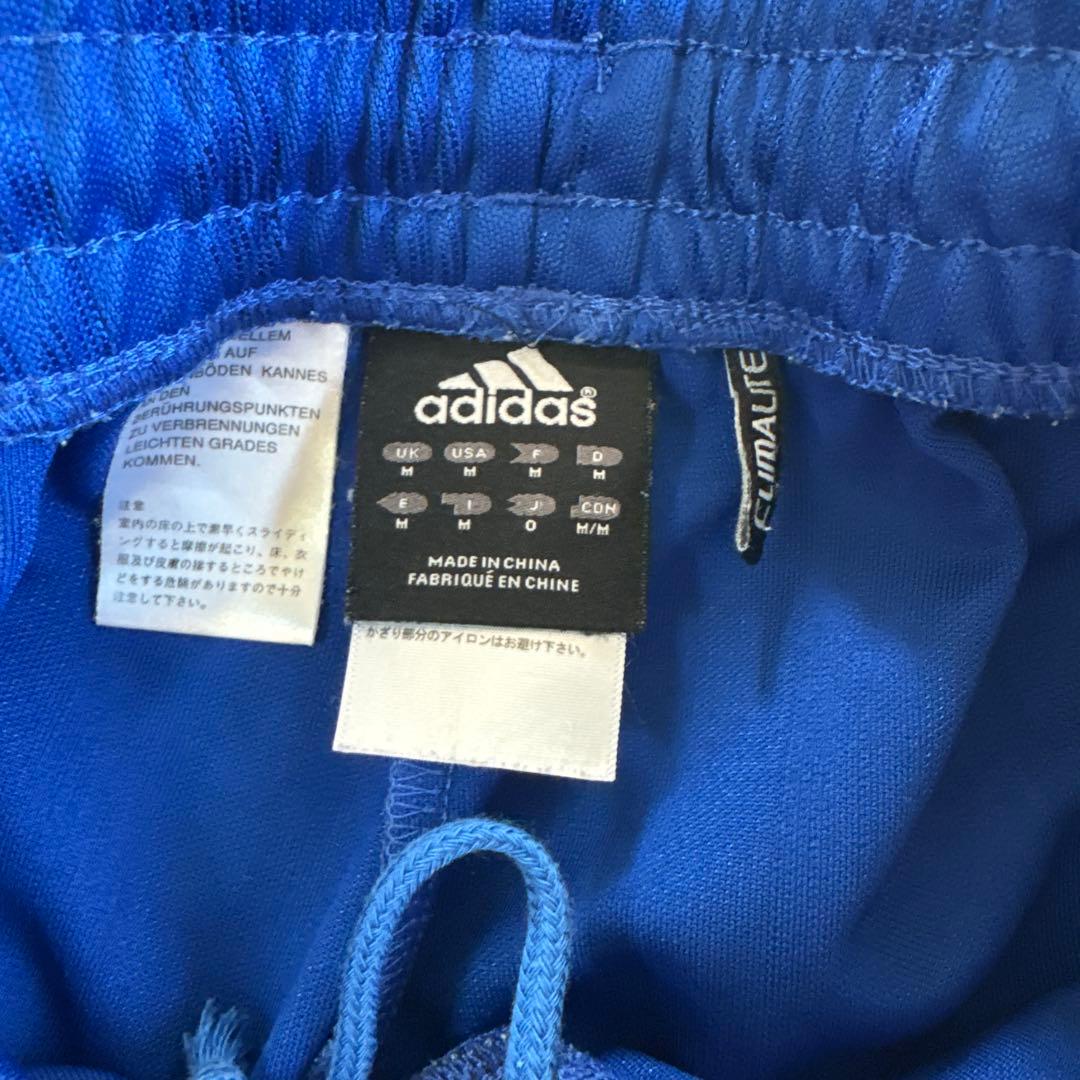 AUF
BÖDEN KANNES
DEN
BERÜHRUNGSPUNKTEN
ZU VERBRENNUNGEN
LEICHTEN GRADES
KOMMEN.
注意
室内の床の上で素早くスライディ
ングすると摩擦が起こり、床、衣
服及び皮膚の接するところでやけ
どをする危険がありますので十分
注意して下さい。
adidas®
UK USA F D
M M M M
E I J CDN
M M O M/M
MADE IN CHINA
FABRIQUÉ EN CHINE
かざり部分のアイロンはお避け下さい。
CLIMALITE